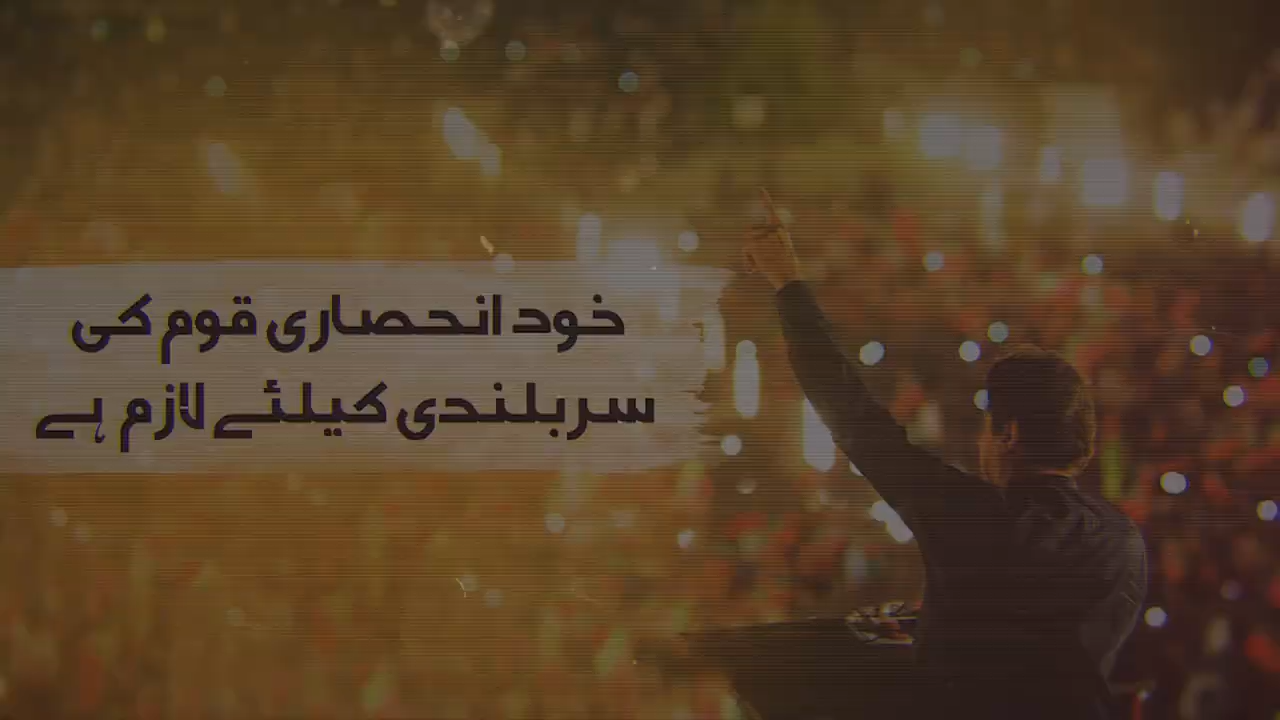 خود انحصاری قوم کی
سربلندی کیلئے لازم ہے